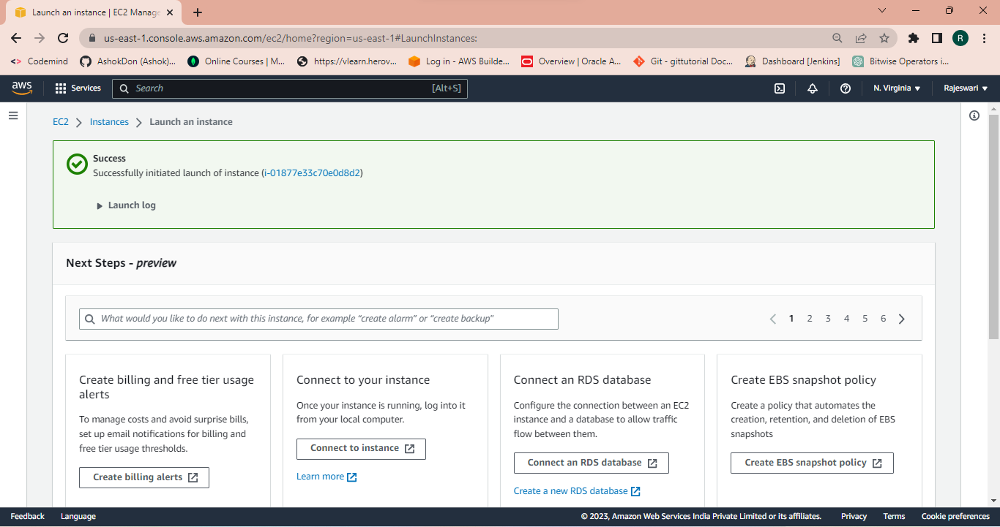 Launch an instance | EC2 Manage
us-east-1.console.aws.amazon.com/ec2/home?region=us-east-1#LaunchInstances:
R
<> Codemind
AshokDon (Ashok)...
Online Courses | M...
https://vlearn.herov...
Log in - AWS Builde...
Overview | Oracle A...
Git - gittutorial Doc...
Dashboard [Jenkins]
Bitwise Operators i...
aws
Services
Search
[Alt+S]
N. Virginia
Rajeswari
EC2 > Instances > Launch an instance
Success
Successfully initiated launch of instance (i-01877e33c70e0d8d2)
Launch log
Next Steps - preview
What would you like to do next with this instance, for example “create alarm” or “create backup”
1 2 3 4 5 6
Create billing and free tier usage
alerts
To manage costs and avoid surprise bills,
set up email notifications for billing and
free tier usage thresholds.
Create billing alerts
Connect to your instance
Once your instance is running, log into it
from your local computer.
Connect to instance
Learn more
Connect an RDS database
Configure the connection between an EC2
instance and a database to allow traffic
flow between them.
Connect an RDS database
Create a new RDS database
Create EBS snapshot policy
Create a policy that automates the
creation, retention, and deletion of EBS
snapshots
Create EBS snapshot policy
Feedback
Language
© 2023, Amazon Web Services India Private Limited or its affiliates.
Privacy
Terms
Cookie preferences